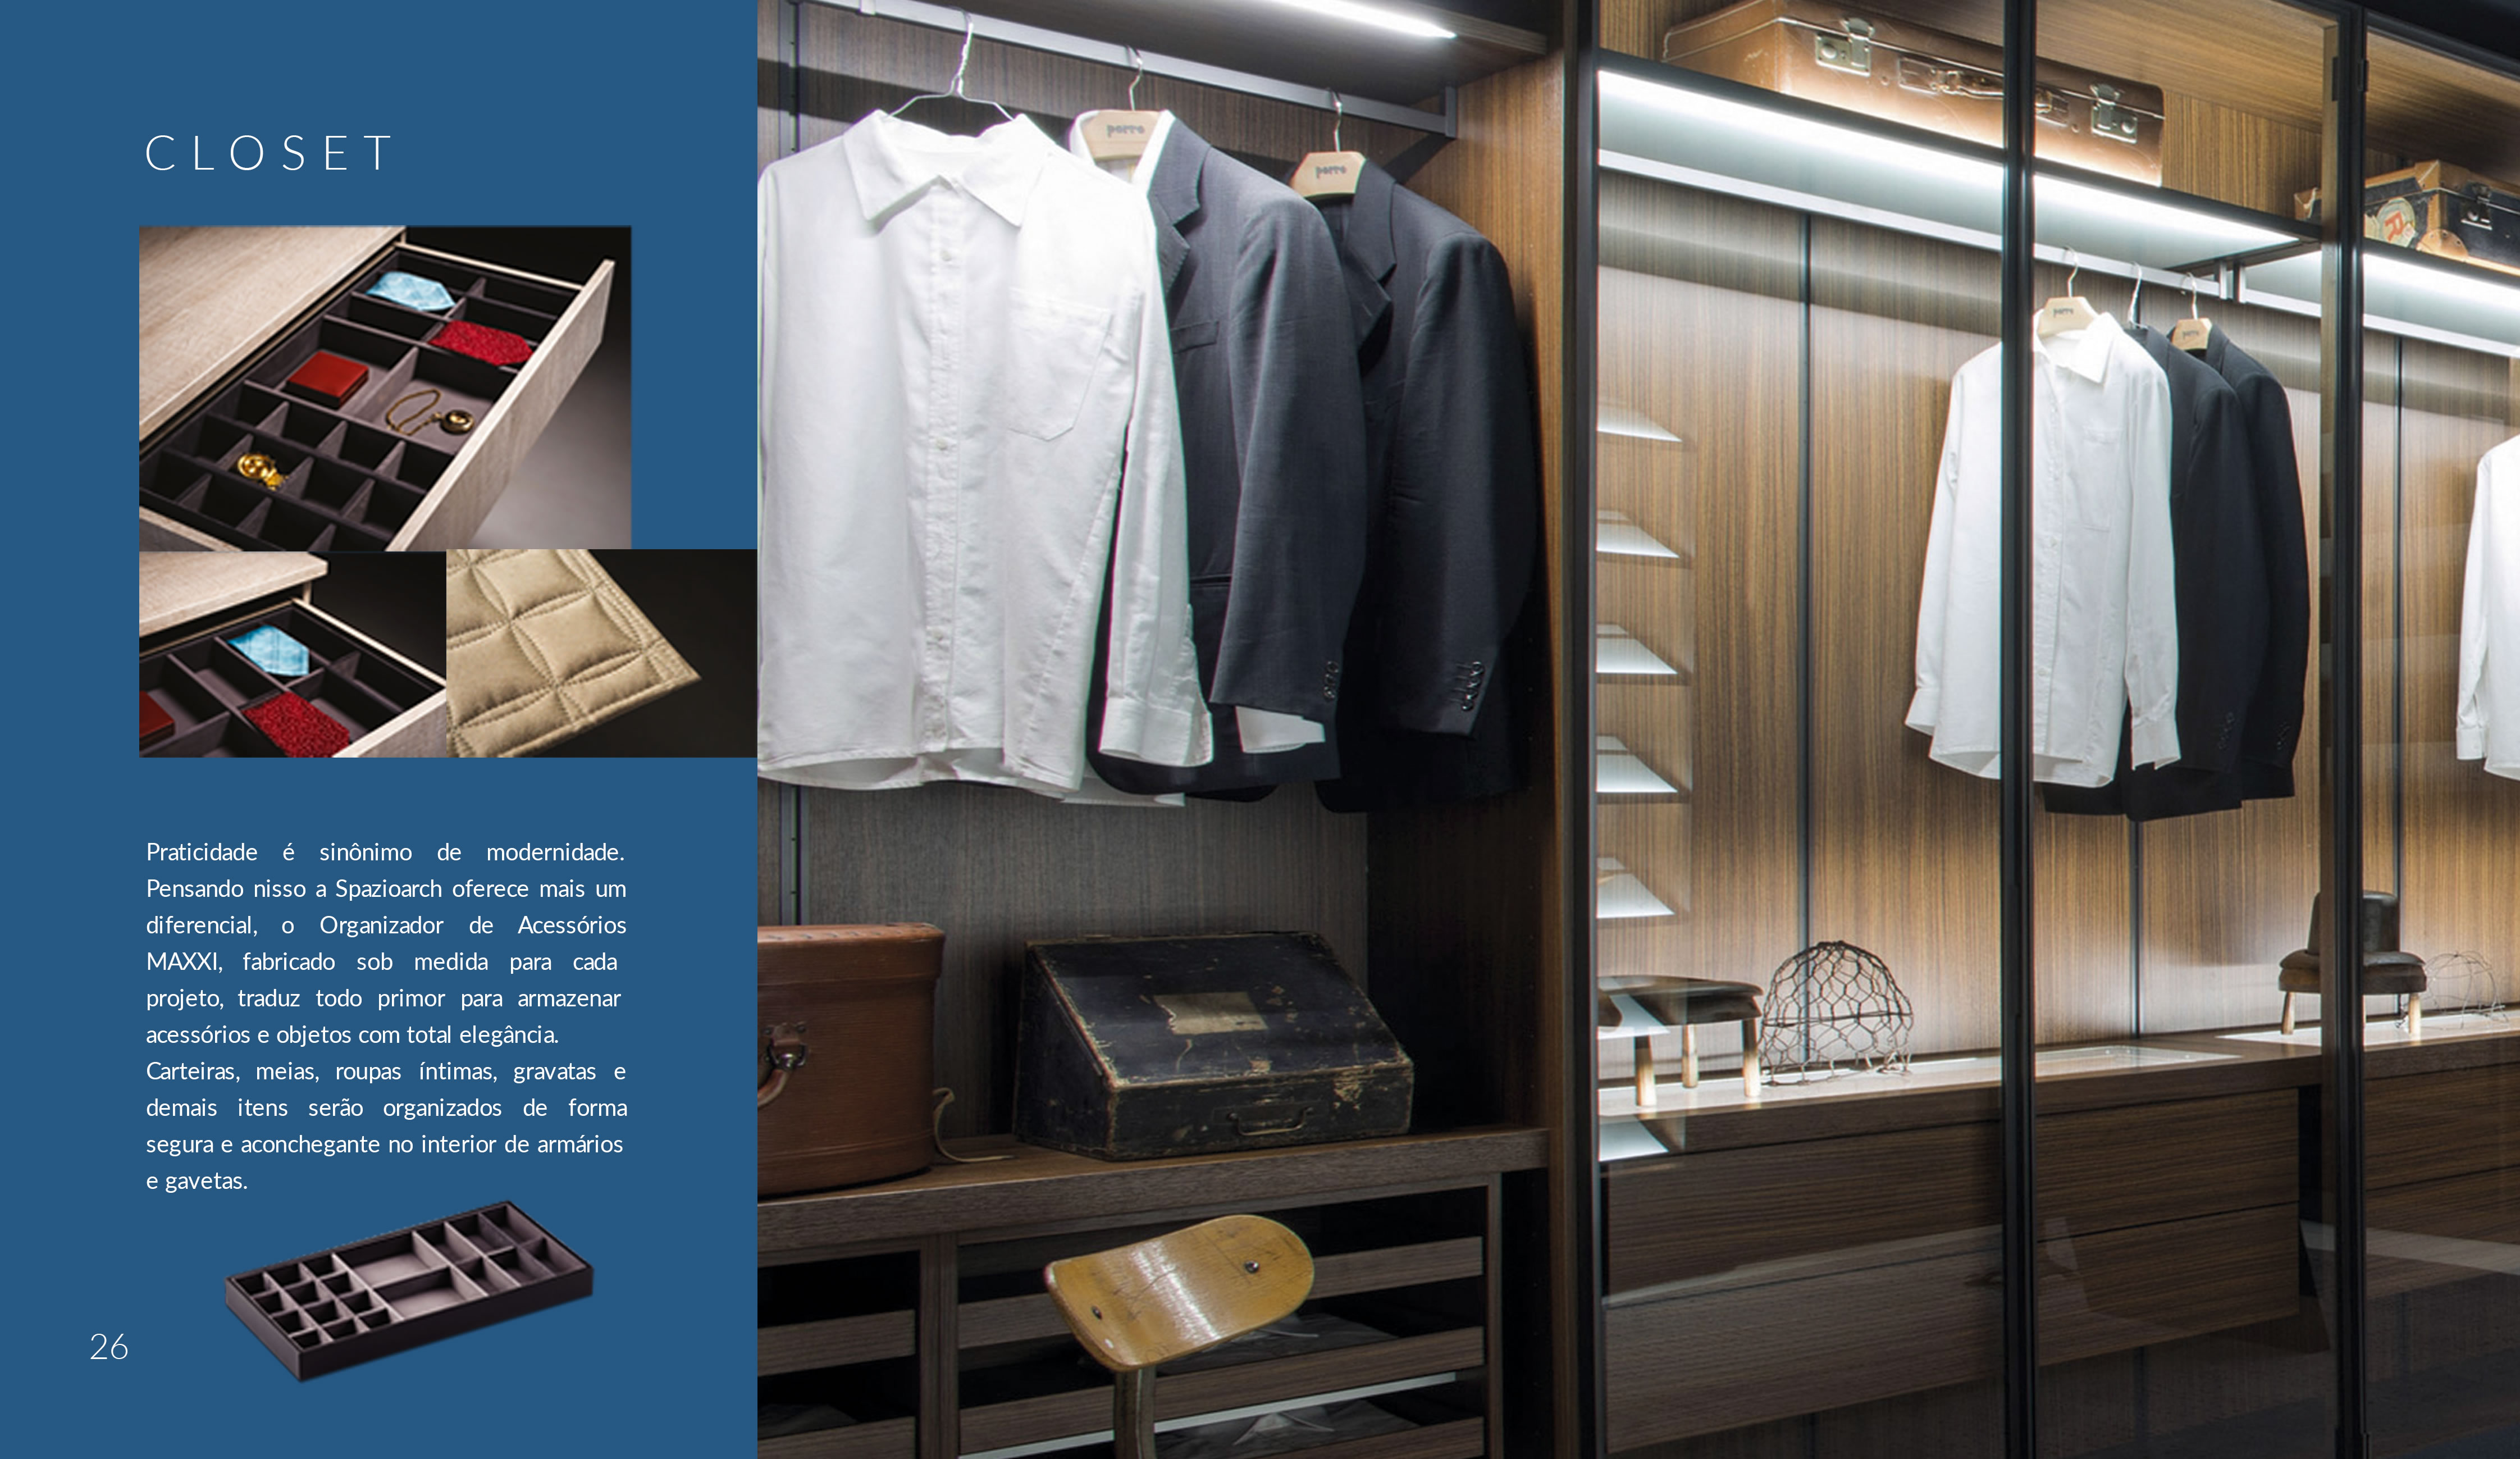 CLOSET
Praticidade é sinônimo de modernidade.
Pensando nisso a Spazioarch oferece mais um
diferencial, o Organizador de Acessórios
MAXXI, fabricado sob medida para cada
projeto, traduz todo primor para armazenar
acessórios e objetos com total elegância.
Carteiras, meias, roupas íntimas, gravatas e
demais itens serão organizados de forma
segura e aconchegante no interior de armários
e gavetas.
26
porro
porro
porro
porro